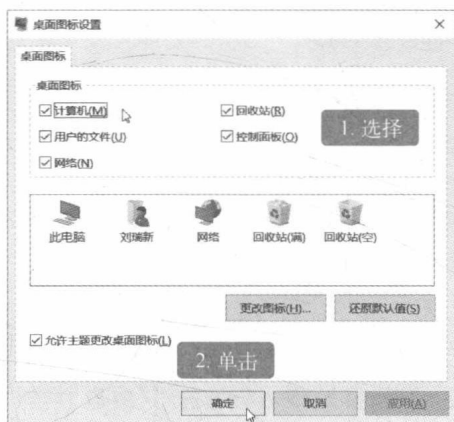 桌面图标设置
桌面图标
桌面图标
计算机(M)
回收站(R)
用户的文件(U)
控制面板(O)
网络(N)
1. 选择
此电脑
刘瑞新
网络
回收站(满)
回收站(空)
更改图标(H)...
还原默认值(S)
允许主题更改桌面图标(L)
2. 单击
确定
取消
应用(A)